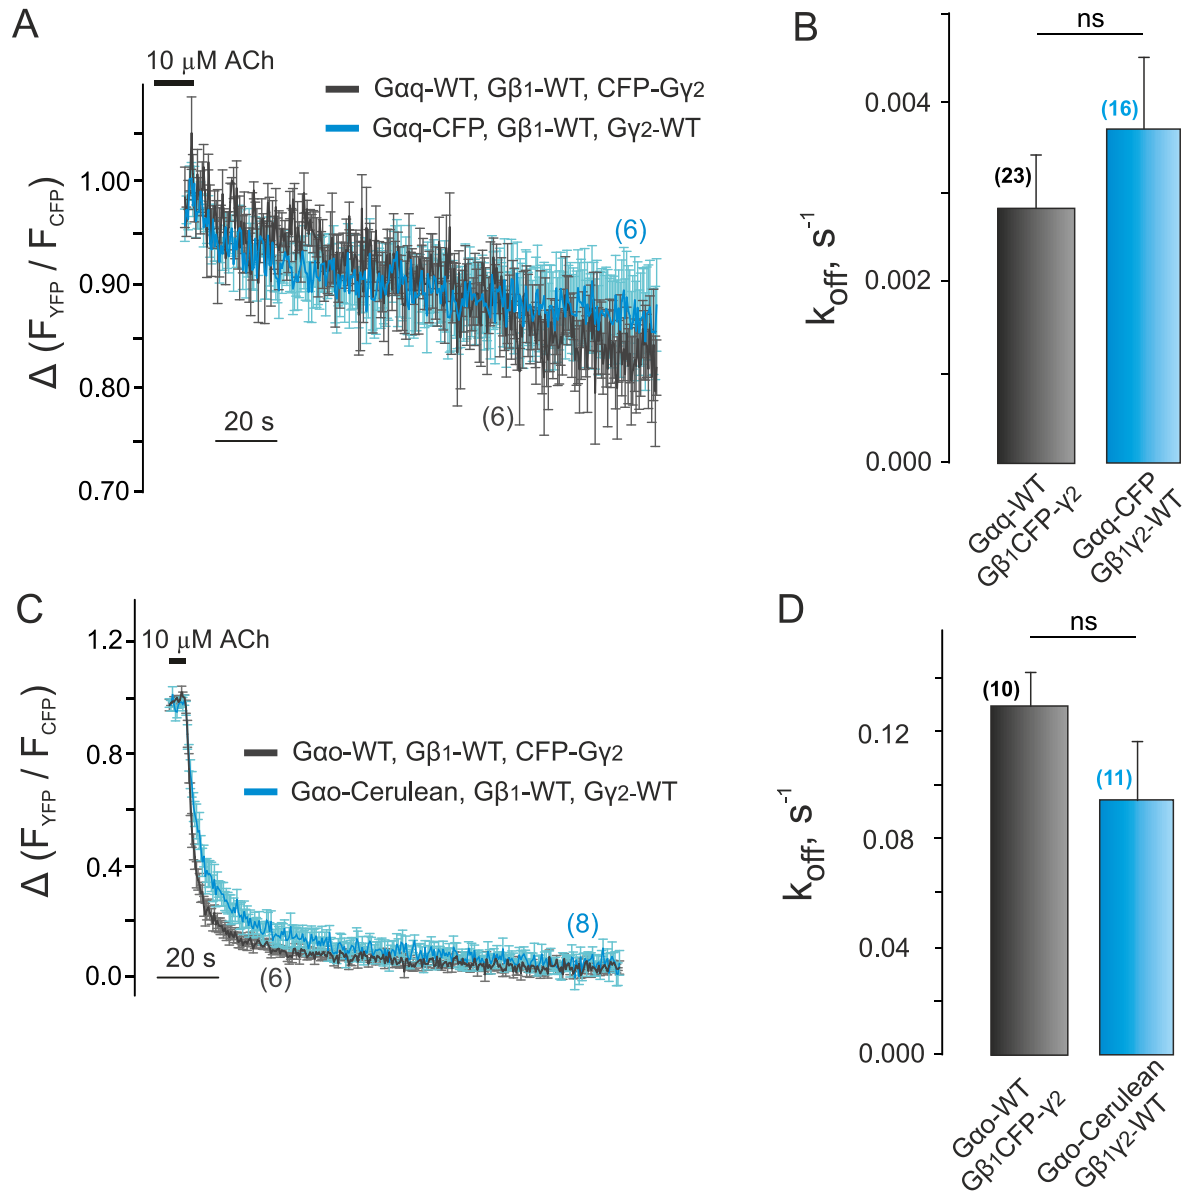 A
10 μM ACh
Gαq-WT, Gβ1-WT, CFP-Gγ2
Gαq-CFP, Gβ1-WT, Gγ2-WT
Δ (FYFP / FCFP)
1.00
0.90
0.80
0.70
(6)
(6)
20 s
B
ns
koff, s-1
0.004
0.002
0.000
(23)
(16)
Gαq-WT
Gβ1CFP-γ2
Gαq-CFP
Gβ1γ2-WT
C
10 μM ACh
Gαo-WT, Gβ1-WT, CFP-Gγ2
Gαo-Cerulean, Gβ1-WT, Gγ2-WT
Δ (FYFP / FCFP)
1.2
0.8
0.4
0.0
20 s
(6)
(8)
D
ns
koff, s-1
0.12
0.08
0.04
0.000
(10)
(11)
Gαo-WT
Gβ1CFP-γ2
Gαo-Cerulean
Gβ1γ2-WT